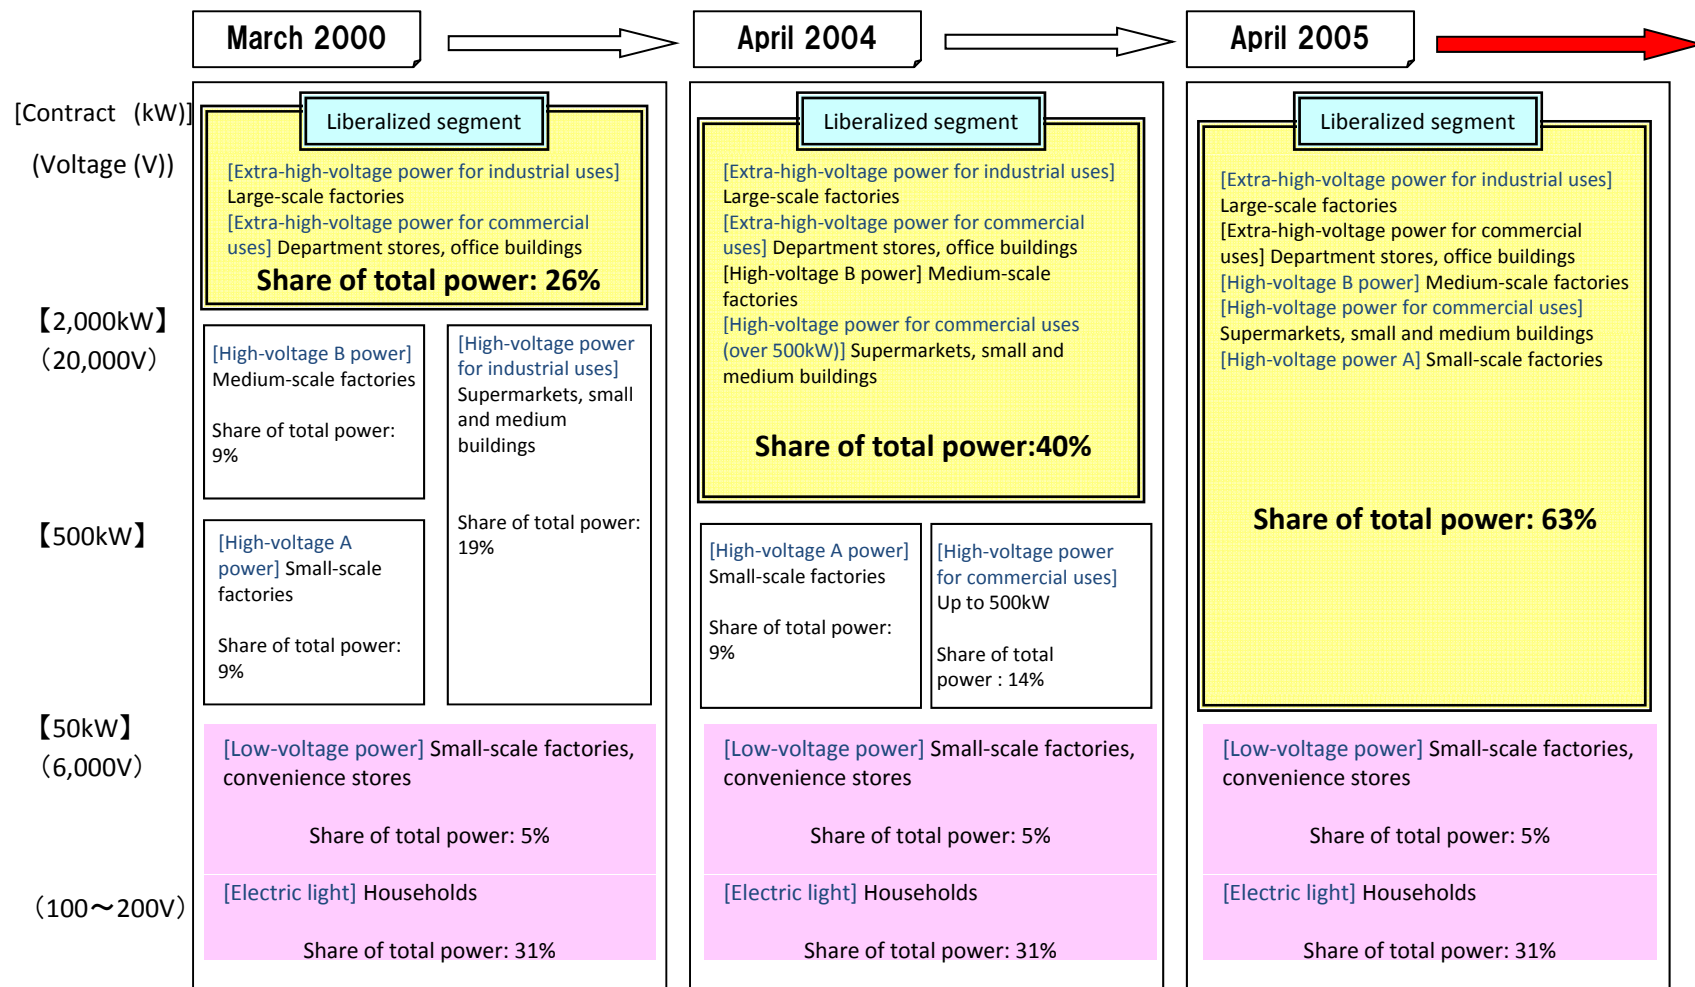 March 2000
April 2004
April 2005
[Contract (kW)]
(Voltage (V))
【2,000kW】
（20,000V）
【500kW】
【50kW】
（6,000V）
（100～200V）
Liberalized segment
[Extra-high-voltage power for industrial uses]
Large-scale factories
[Extra-high-voltage power for commercial
uses] Department stores, office buildings
Share of total power: 26%
[High-voltage B power]
Medium-scale factories
Share of total power:
9%
[High-voltage power
for industrial uses]
Supermarkets, small
and medium
buildings
Share of total power:
19%
[High-voltage A
power] Small-scale
factories
Share of total power:
9%
[Low-voltage power] Small-scale factories,
convenience stores
Share of total power: 5%
[Electric light] Households
Share of total power: 31%
Liberalized segment
[Extra-high-voltage power for industrial uses]
Large-scale factories
[Extra-high-voltage power for commercial
uses] Department stores, office buildings
[High-voltage B power] Medium-scale
factories
[High-voltage power for commercial uses
(over 500kW)] Supermarkets, small and
medium buildings
Share of total power:40%
[High-voltage A power]
Small-scale factories
Share of total power:
9%
[High-voltage power
for commercial uses]
Up to 500kW
Share of total
power : 14%
[Low-voltage power] Small-scale factories,
convenience stores
Share of total power: 5%
[Electric light] Households
Share of total power: 31%
Liberalized segment
[Extra-high-voltage power for industrial uses]
Large-scale factories
[Extra-high-voltage power for commercial
uses] Department stores, office buildings
[High-voltage B power] Medium-scale factories
[High-voltage power for commercial uses]
Supermarkets, small and medium buildings
[High-voltage power A] Small-scale factories
Share of total power: 63%
[Low-voltage power] Small-scale factories,
convenience stores
Share of total power: 5%
[Electric light] Households
Share of total power: 31%